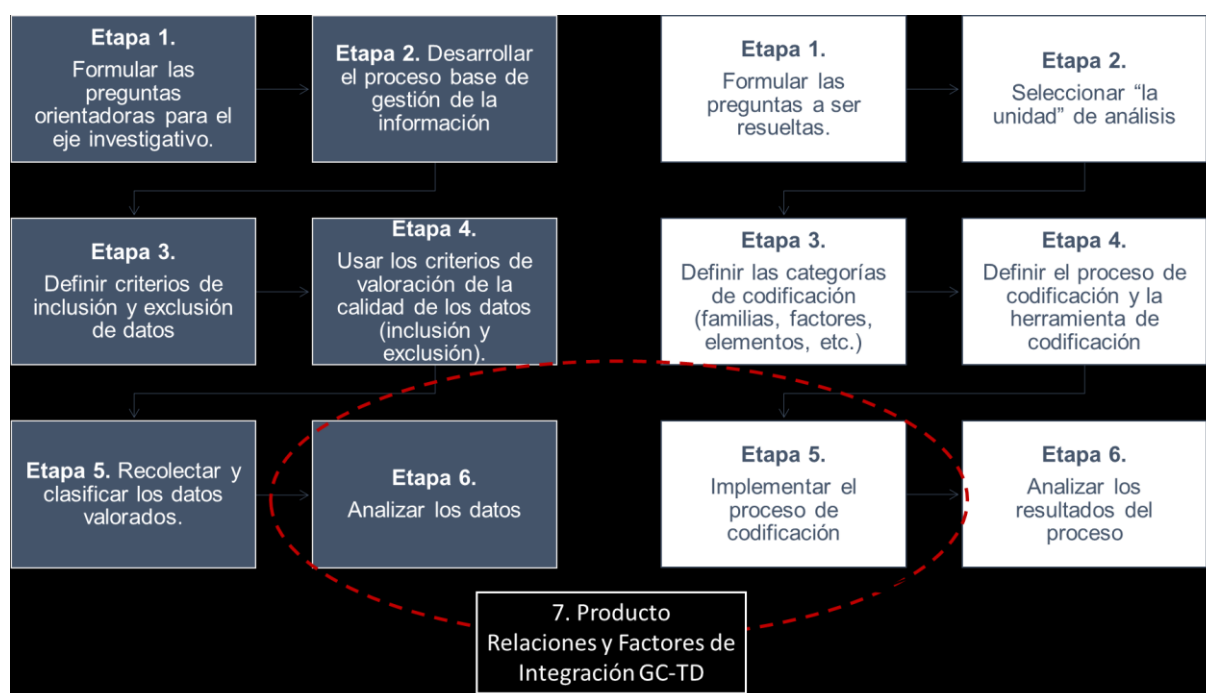 Etapa 1.
Formular las
preguntas
orientadoras para el
eje investigativo.
Etapa 2. Desarrollar
el proceso base de
gestión de la
información
Etapa 3.
Definir criterios de
inclusión y exclusión
de datos
Etapa 4.
Usar los criterios de
valoración de la
calidad de los datos
(inclusión y
exclusión).
Etapa 5. Recolectar y
clasificar los datos
valorados.
Etapa 6.
Analizar los datos
Etapa 1.
Formular las
preguntas a ser
resueltas.
Etapa 2.
Seleccionar “la
unidad” de análisis
Etapa 3.
Definir las categorías
de codificación
(familias, factores,
elementos, etc.)
Etapa 4.
Definir el proceso de
codificación y la
herramienta de
codificación
Etapa 5.
Implementar el
proceso de
codificación
Etapa 6.
Analizar los
resultados del
proceso
7. Producto
Relaciones y Factores de
Integración GC-TD